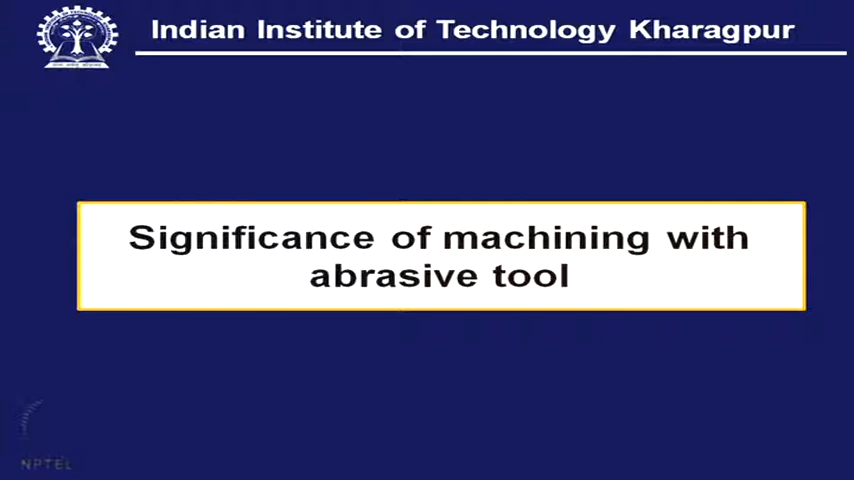 Indian Institute of Technology Kharagpur
Significance of machining with
abrasive tool
NPTEL